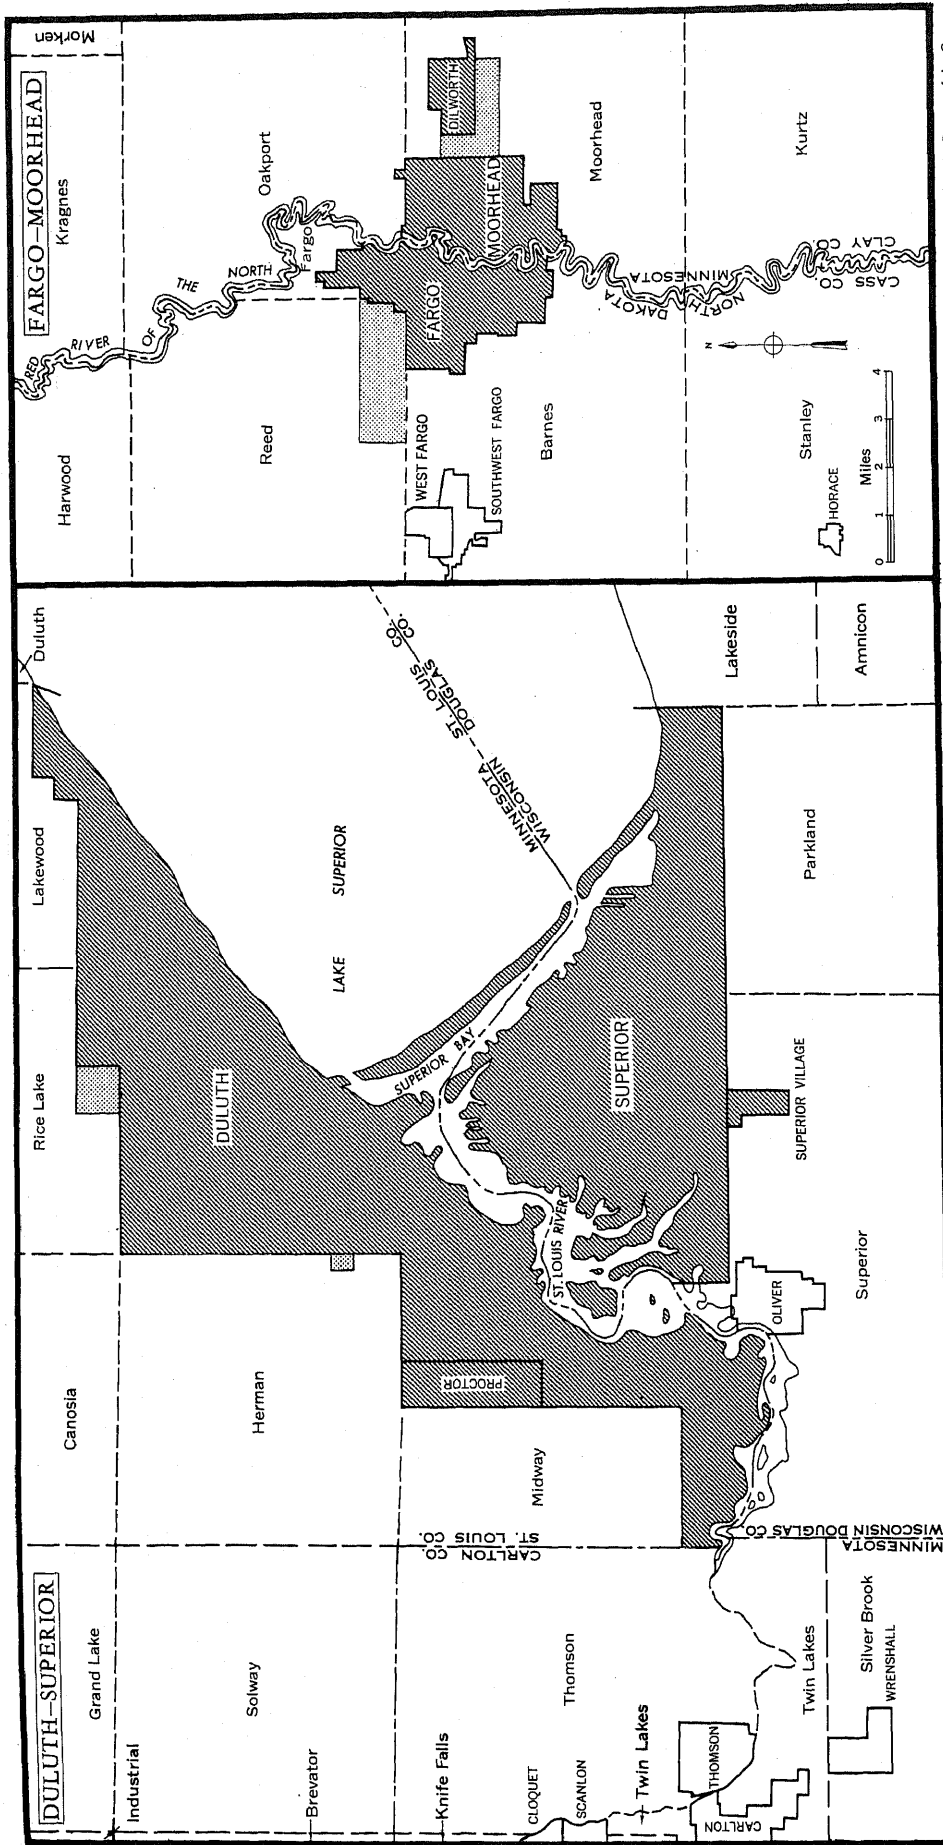 DULUTH–SUPERIOR
Grand Lake
Canosia
Rice Lake
Lakewood
Duluth
Industrial
Solway
Herman
DULUTH
LAKE SUPERIOR
Brevator
Knife Falls
CARLTON CO.
ST. LOUIS CO.
PROCTOR
SUPERIOR BAY
ST. LOUIS CO.
DOUGLAS CO.
MINNESOTA
WISCONSIN
CLOQUET
SCANLON
Thomson
Midway
ST. LOUIS RIVER
SUPERIOR
Twin Lakes
THOMSON
CARLTON
Twin Lakes
OLIVER
SUPERIOR VILLAGE
Parkland
Lakeside
Amnicon
Superior
Silver Brook
WRENSHALL
MINNESOTA
WISCONSIN DOUGLAS CO.
FARGO–MOORHEAD
Harwood
Kragnes
Morken
RED RIVER OF THE NORTH
Reed
Oakport
Fargo
WEST FARGO
SOUTHWEST FARGO
FARGO
MOORHEAD
DILWORTH
Barnes
Moorhead
NORTH DAKOTA
MINNESOTA
N
Stanley
Kurtz
HORACE
CASS CO.
CLAY CO.
Miles
0 1 2 3 4